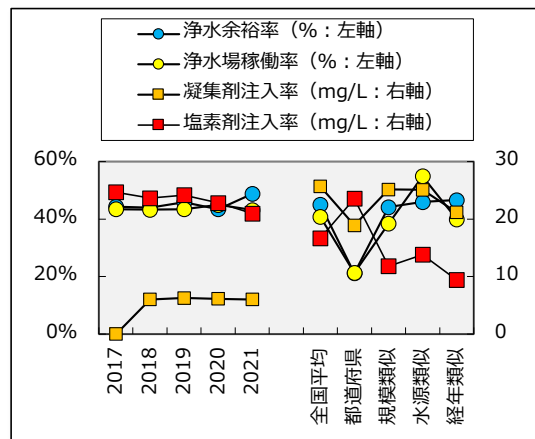 浄水余裕率（%：左軸）
浄水場稼働率（%：左軸）
凝集剤注入率（mg/L：右軸）
塩素剤注入率（mg/L：右軸）
60%
40%
20%
0%
30
20
10
0
2017
2018
2019
2020
2021
全国平均
都道府県
規模類似
水源類似
経年類似